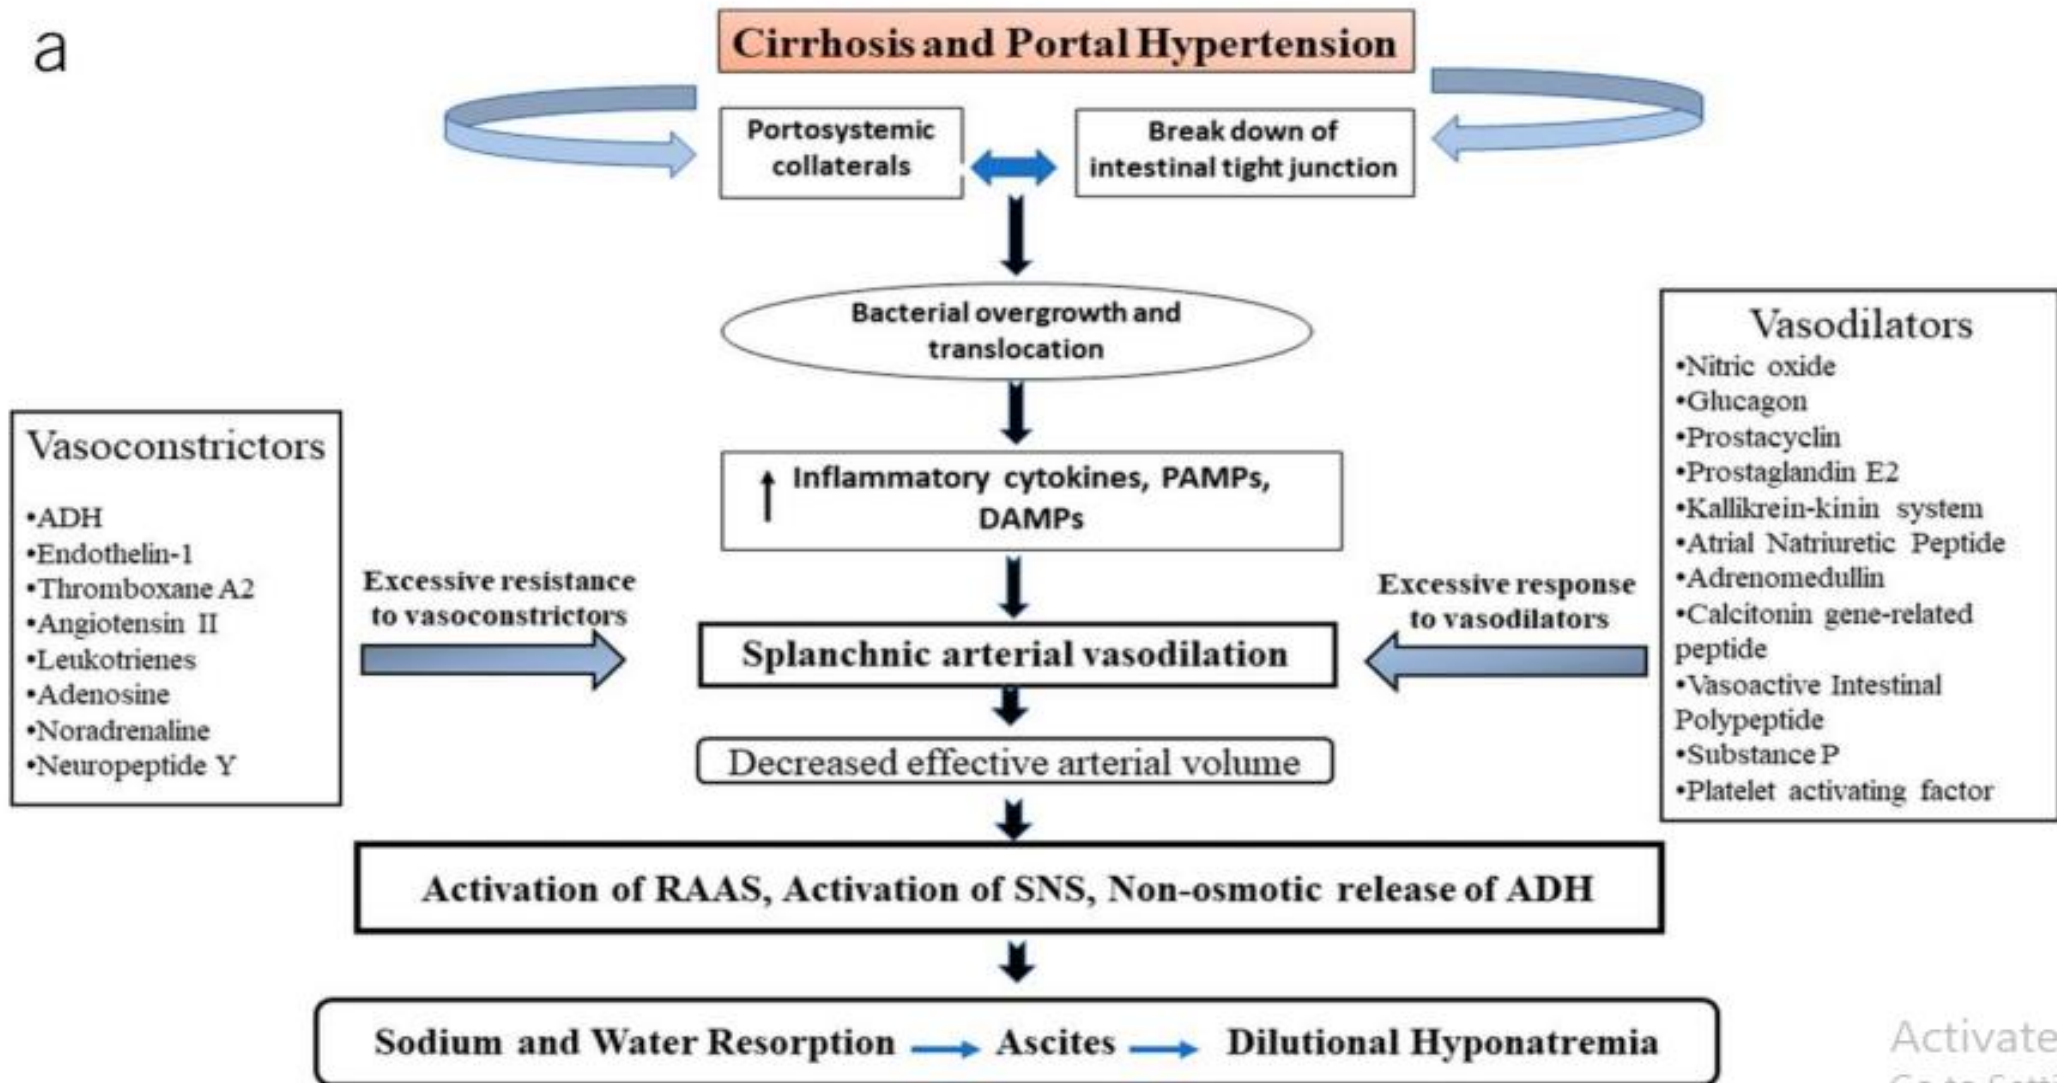 a
Cirrhosis and Portal Hypertension
Portosystemic
collaterals
Break down of
intestinal tight junction
Bacterial overgrowth and
translocation
Vasoconstrictors
•ADH
•Endothelin-1
•Thromboxane A2
•Angiotensin II
•Leukotrienes
•Adenosine
•Noradrenaline
•Neuropeptide Y
Excessive resistance
to vasoconstrictors
↑ Inflammatory cytokines, PAMPs,
DAMPs
Splanchnic arterial vasodilation
Excessive response
to vasodilators
Vasodilators
•Nitric oxide
•Glucagon
•Prostacyclin
•Prostaglandin E2
•Kallikrein-kinin system
•Atrial Natriuretic Peptide
•Adrenomedullin
•Calcitonin gene-related
peptide
•Vasoactive Intestinal
Polypeptide
•Substance P
•Platelet activating factor
Decreased effective arterial volume
Activation of RAAS, Activation of SNS, Non-osmotic release of ADH
Sodium and Water Resorption → Ascites → Dilutional Hyponatremia
Activate